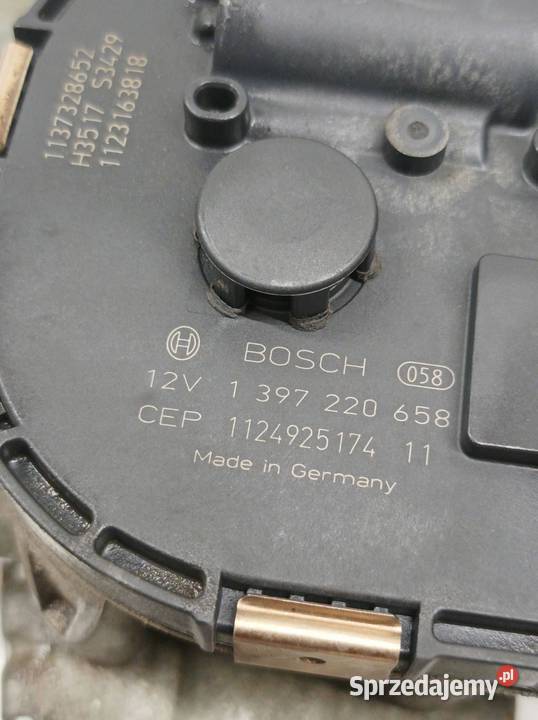 1137328652
H3517 S3429
1123163818
BOSCH 058
12V 1 397 220 658
CEP 1124925174 11
Made in Germany
Sprzedajemy.pl